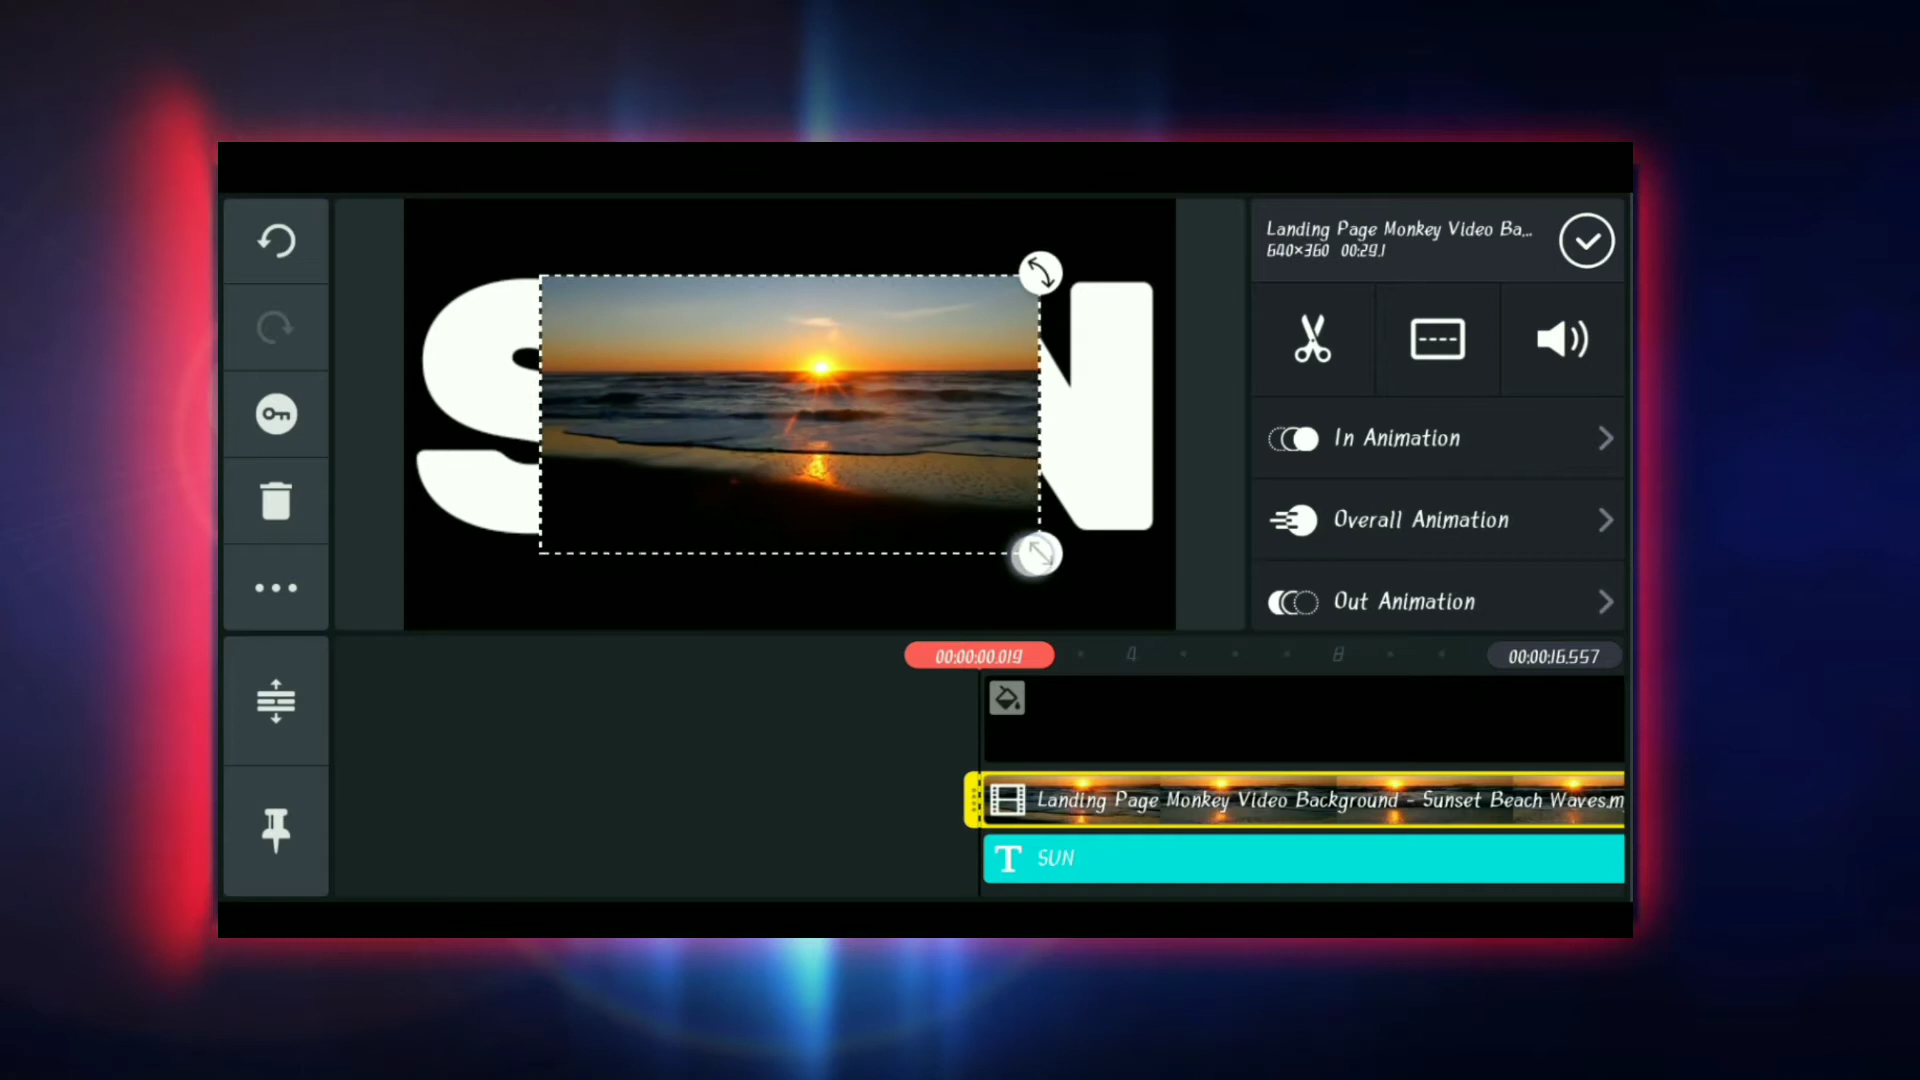 S N
Landing Page Monkey Video Ba...
640×360 00:29.1
In Animation
Overall Animation
Out Animation
00:00:00.019
4
8
00:00:16.557
Landing Page Monkey Video Background - Sunset Beach Waves.m
T SUN